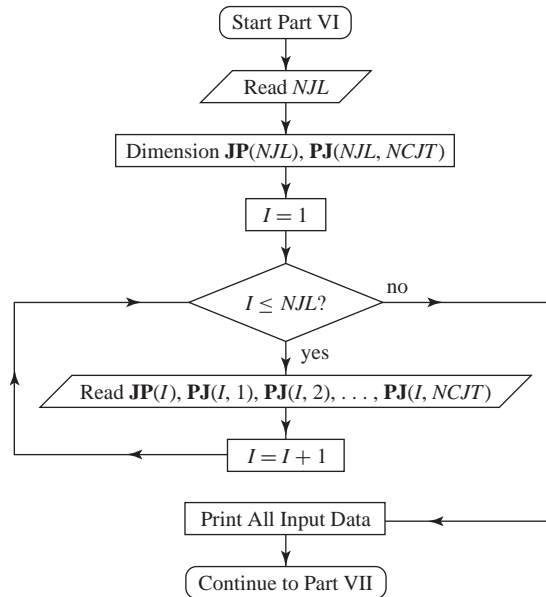 Start Part VI
Read NJL
Dimension JP(NJL), PJ(NJL, NCJT)
I = 1
I ≤ NJL?
no
yes
Read JP(I), PJ(I, 1), PJ(I, 2), . . . , PJ(I, NCJT)
I = I + 1
Print All Input Data
Continue to Part VII